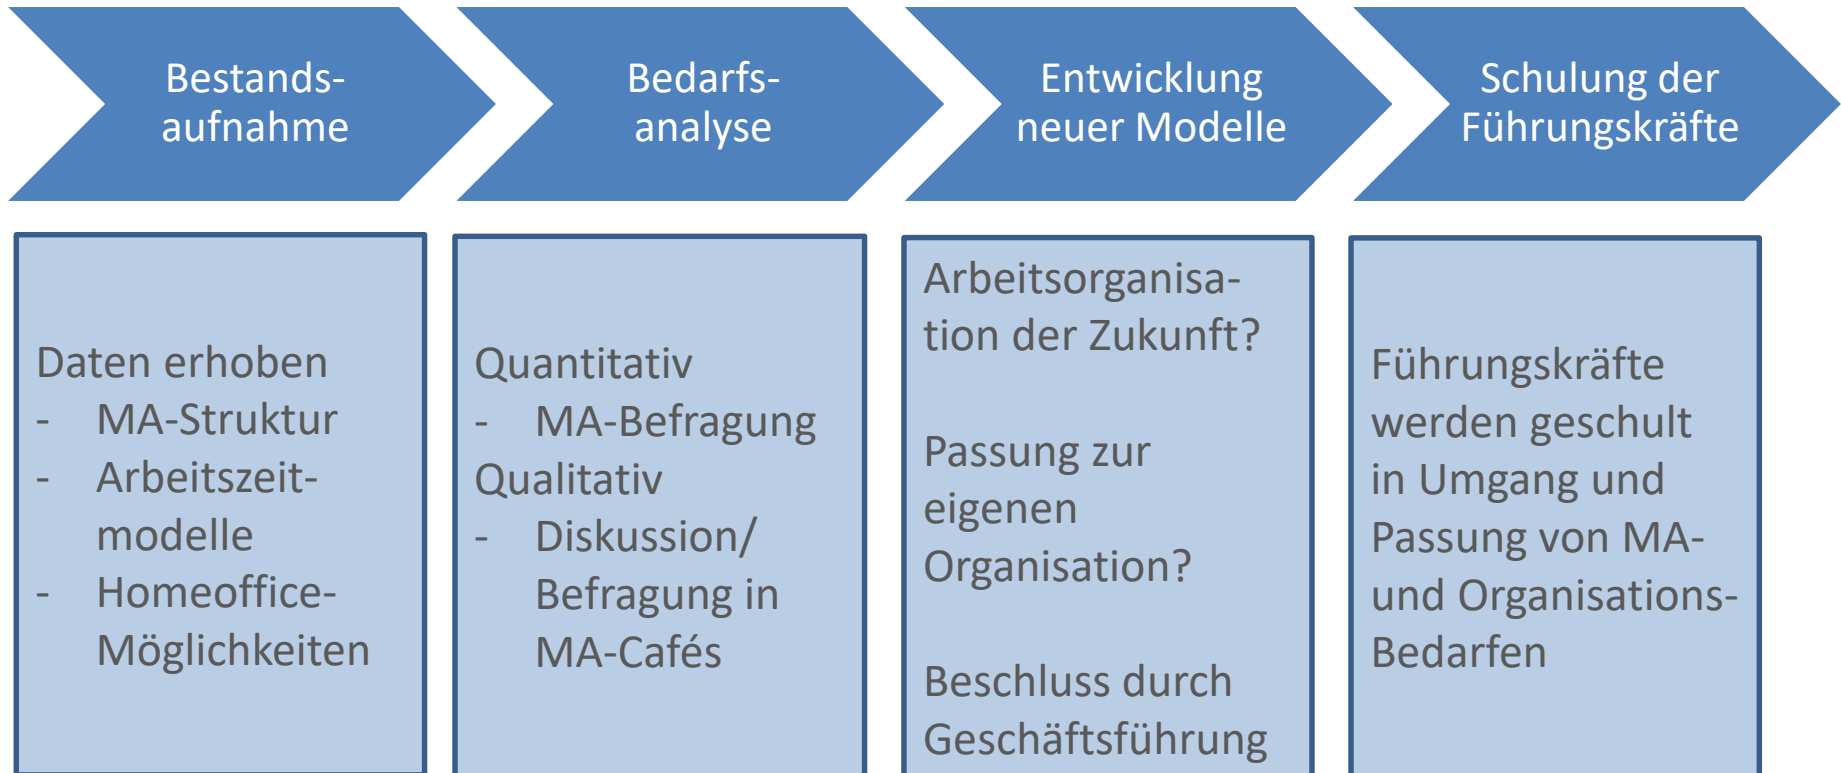 Bestands-
aufnahme
Bedarfs-
analyse
Entwicklung
neuer Modelle
Schulung der
Führungskräfte
Daten erhoben
- MA-Struktur
- Arbeitszeit-
modelle
- Homeoffice-
Möglichkeiten
Quantitativ
- MA-Befragung
Qualitativ
- Diskussion/
Befragung in
MA-Cafés
Arbeitsorganisa-
tion der Zukunft?
Passung zur
eigenen
Organisation?
Beschluss durch
Geschäftsführung
Führungskräfte
werden geschult
in Umgang und
Passung von MA-
und Organisations-
Bedarfen